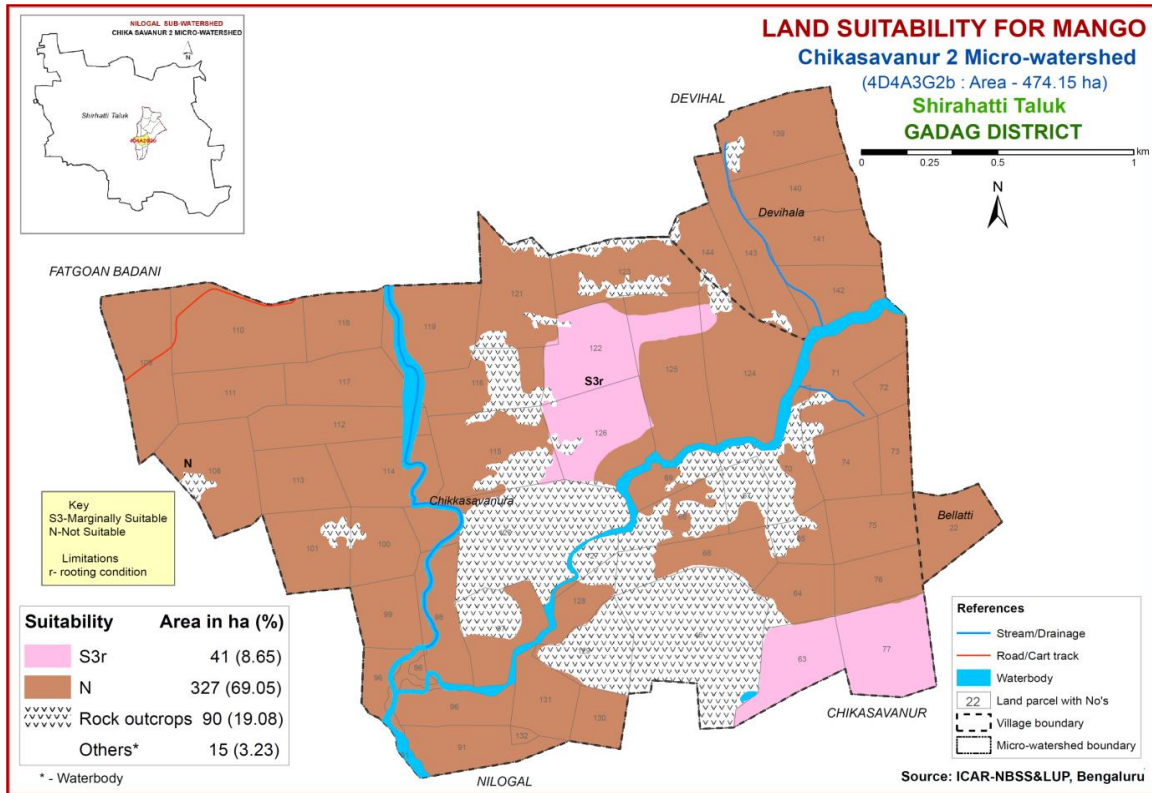 NILOGAL SUB-WATERSHED
CHIKA SAVANUR 2 MICRO-WATERSHED
N
Shirhatti Taluk
LAND SUITABILITY FOR MANGO
Chikasavanur 2 Micro-watershed
(4D4A3G2b : Area - 474.15 ha)
Shirahatti Taluk
GADAG DISTRICT
km
0 0.25 0.5 1
N
DEVIHAL
139
140
Devihala
141
144
143
142
FATGOAN BADANI
123
121
110
118
119
109
122
71
125
124
72
111
117
116
S3r
112
126
N
108
115
114
113
74
73
70
69
67
Chikkasavanura
Bellatti
22
101
100
75
65
68
76
64
128
99
98
63
77
96
96
131
130
132
91
CHIKASAVANUR
NILOGAL
Key
S3-Marginally Suitable
N-Not Suitable
Limitations
r- rooting condition
Suitability Area in ha (%)
S3r 41 (8.65)
N 327 (69.05)
Rock outcrops 90 (19.08)
Others* 15 (3.23)
* - Waterbody
References
Stream/Drainage
Road/Cart track
Waterbody
22 Land parcel with No's
Village boundary
Micro-watershed boundary
Source: ICAR-NBSS&LUP, Bengaluru